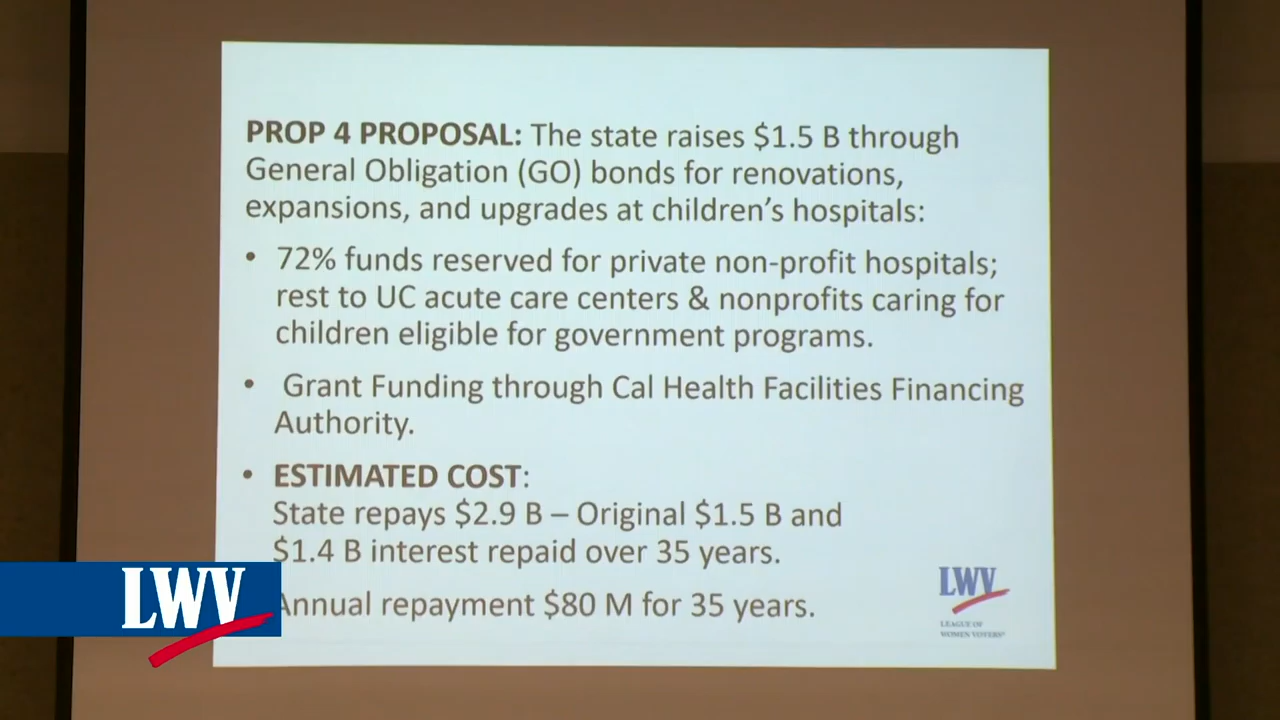 PROP 4 PROPOSAL: The state raises $1.5 B through
General Obligation (GO) bonds for renovations,
expansions, and upgrades at children's hospitals:
• 72% funds reserved for private non-profit hospitals;
rest to UC acute care centers & nonprofits caring for
children eligible for government programs.
• Grant Funding through Cal Health Facilities Financing
Authority.
• ESTIMATED COST:
State repays $2.9 B – Original $1.5 B and
$1.4 B interest repaid over 35 years.
Annual repayment $80 M for 35 years.
LWV
LEAGUE OF
WOMEN VOTERS®
LWV